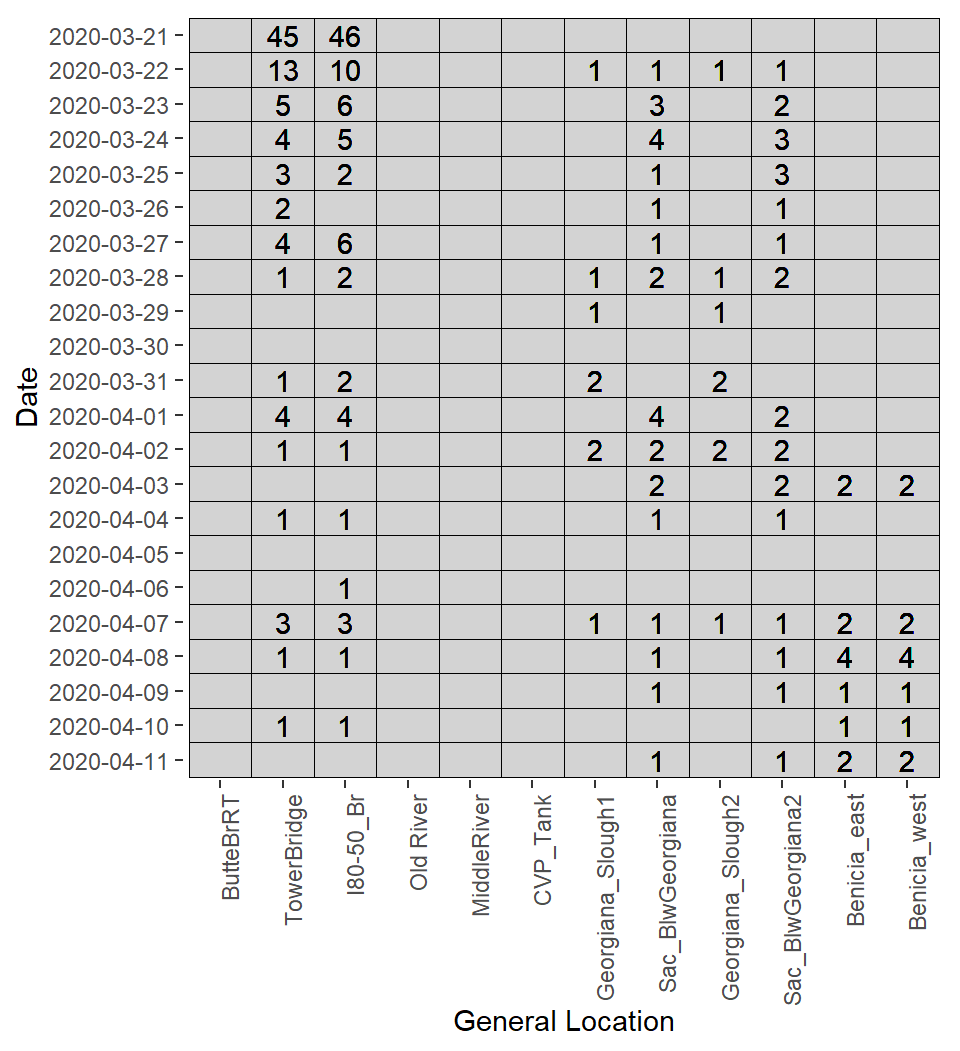 2020-03-21 45 46
2020-03-22 13 10 1 1 1 1
2020-03-23 5 6 3 2
2020-03-24 4 5 4 3
2020-03-25 3 2 1 3
2020-03-26 2 1 1
2020-03-27 4 6 1 1
2020-03-28 1 2 1 2 1 2
2020-03-29 1 1
2020-03-30
2020-03-31 1 2 2 2
2020-04-01 4 4 4 2
2020-04-02 1 1 2 2 2 2
2020-04-03 2 2 2 2
2020-04-04 1 1 1 1
2020-04-05
2020-04-06 1
2020-04-07 3 3 1 1 1 1 2 2
2020-04-08 1 1 1 1 4 4
2020-04-09 1 1 1 1
2020-04-10 1 1 1 1
2020-04-11 1 1 2 2
Date
ButteBrRT
TowerBridge
I80-50_Br
Old River
MiddleRiver
CVP_Tank
Georgiana_Slough1
Sac_BlwGeorgiana
Georgiana_Slough2
Sac_BlwGeorgiana2
Benicia_east
Benicia_west
General Location